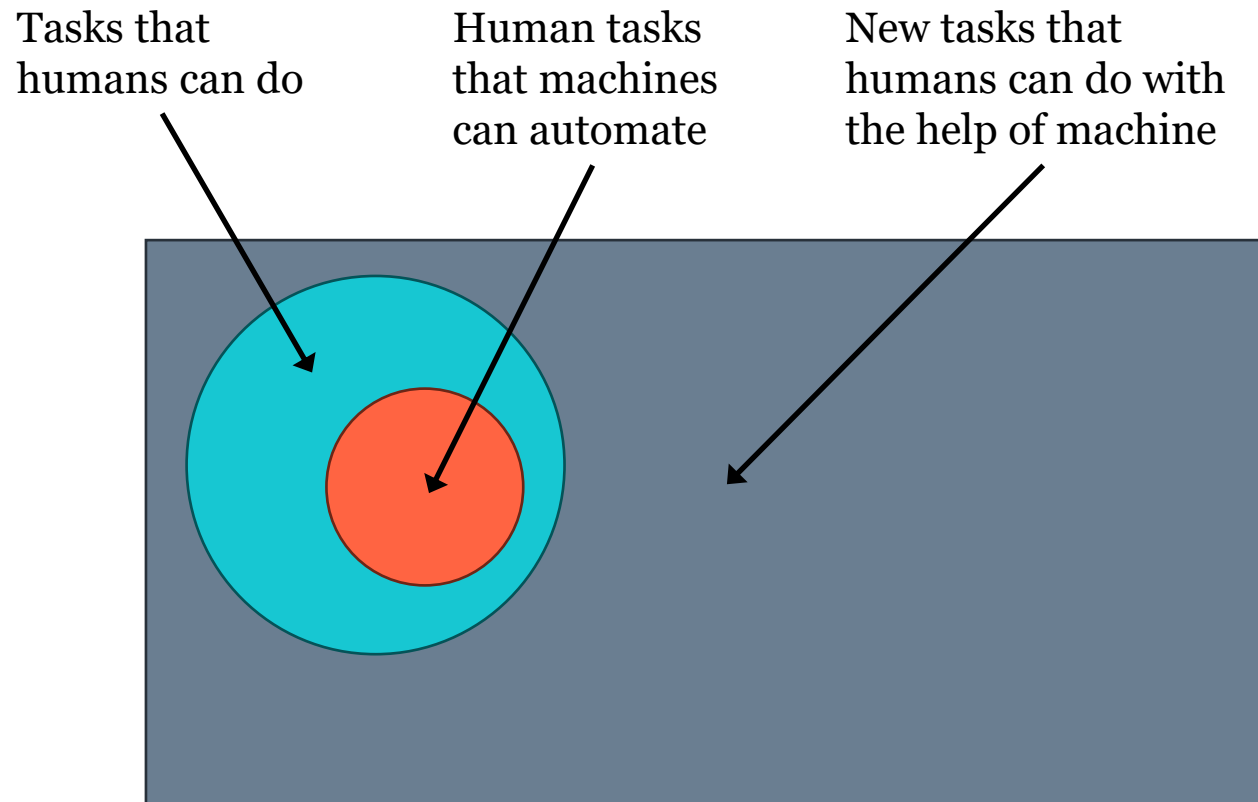 Tasks that
humans can do
Human tasks
that machines
can automate
New tasks that
humans can do with
the help of machine